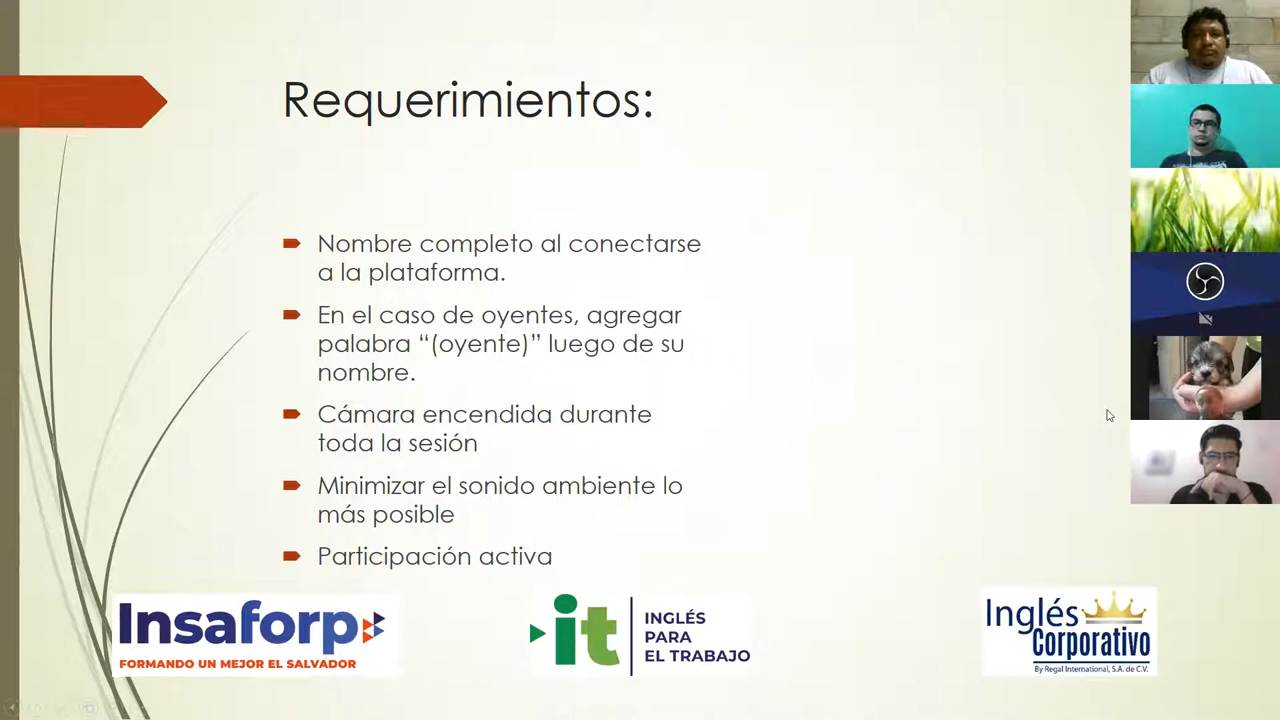 Requerimientos:
Nombre completo al conectarse
a la plataforma.
En el caso de oyentes, agregar
palabra “(oyente)” luego de su
nombre.
Cámara encendida durante
toda la sesión
Minimizar el sonido ambiente lo
más posible
Participación activa
Insaforp
FORMANDO UN MEJOR EL SALVADOR
it
INGLÉS
PARA
EL TRABAJO
Inglés
Corporativo
By Regal International, S.A. de C.V.